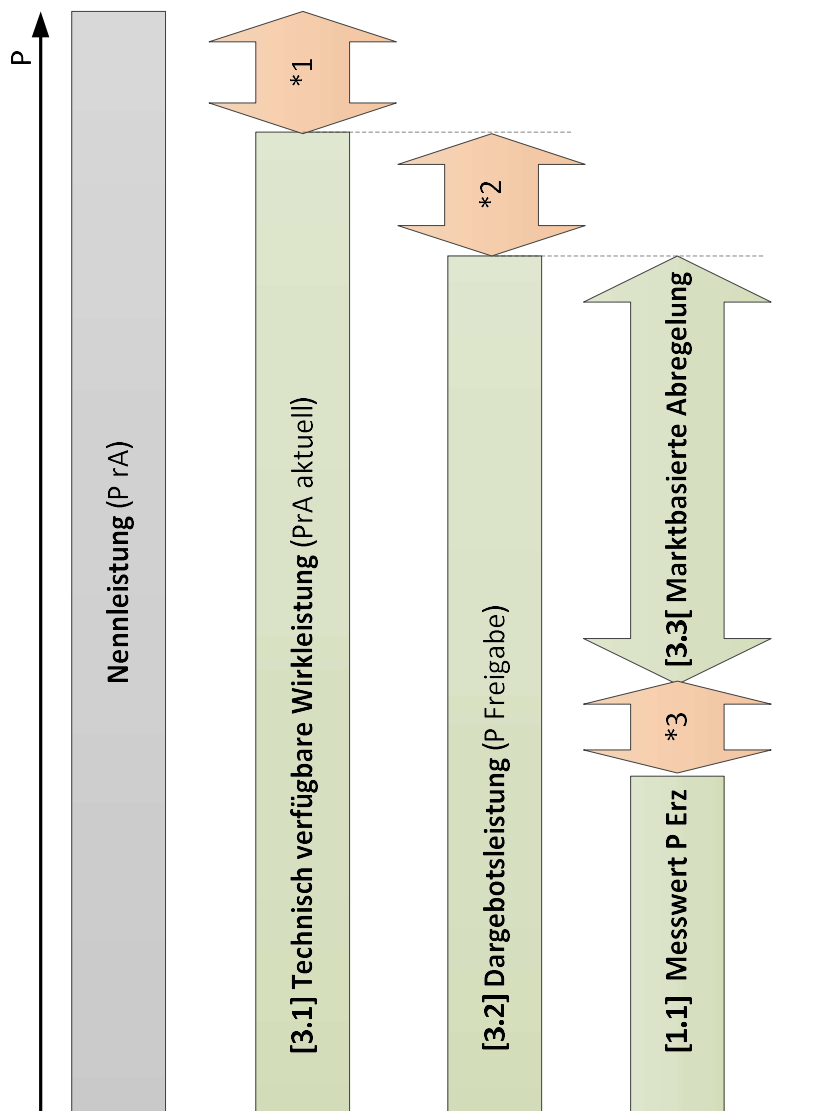 P
Nennleistung (P rA)
*1
[3.1] Technisch verfügbare Wirkleistung (PrA aktuell)
*2
[3.2] Dargebotsleistung (P Freigabe)
[3.3[ Marktbasierte Abregelung
*3
[1.1] Messwert P Erz